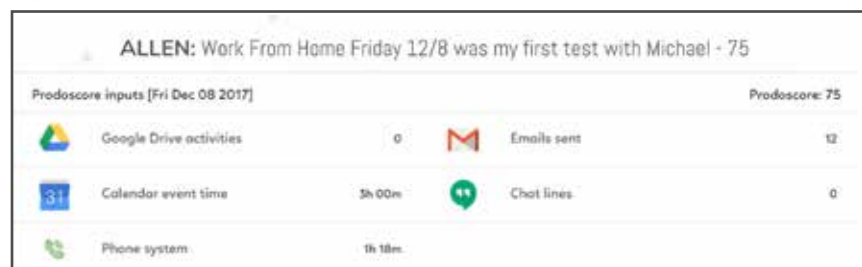 ALLEN: Work From Home Friday 12/8 was my first test with Michael - 75
Prodoscore inputs [Fri Dec 08 2017] Prodoscore: 75
Google Drive activities 0 Emails sent 12
31 Calendar event time 3h 00m Chat lines 0
Phone system 1h 18m